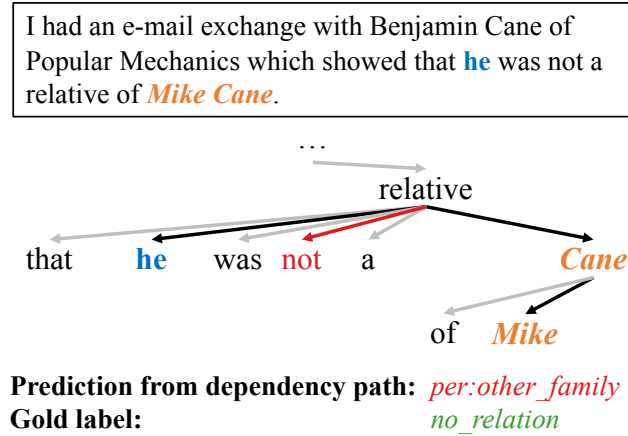 I had an e-mail exchange with Benjamin Cane of
Popular Mechanics which showed that he was not a
relative of Mike Cane.
...
relative
that he was not a Cane
of Mike
Prediction from dependency path: per:other_family
Gold label: no_relation